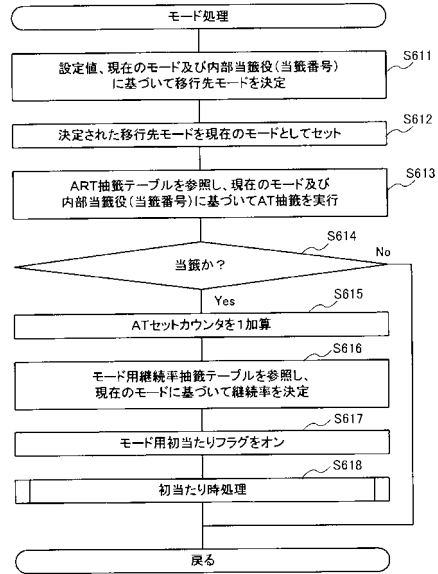 モード処理
S611
設定値、現在のモード及び内部当籤役(当籤番号)
に基づいて移行先モードを決定
S612
決定された移行先モードを現在のモードとしてセット
S613
ART抽籤テーブルを参照し、現在のモード及び
内部当籤役(当籤番号)に基づいてAT抽籤を実行
S614
当籤か?
No
Yes
S615
ATセットカウンタを1加算
S616
モード用継続率抽籤テーブルを参照し、
現在のモードに基づいて継続率を決定
S617
モード用初当たりフラグをオン
S618
初当たり時処理
戻る